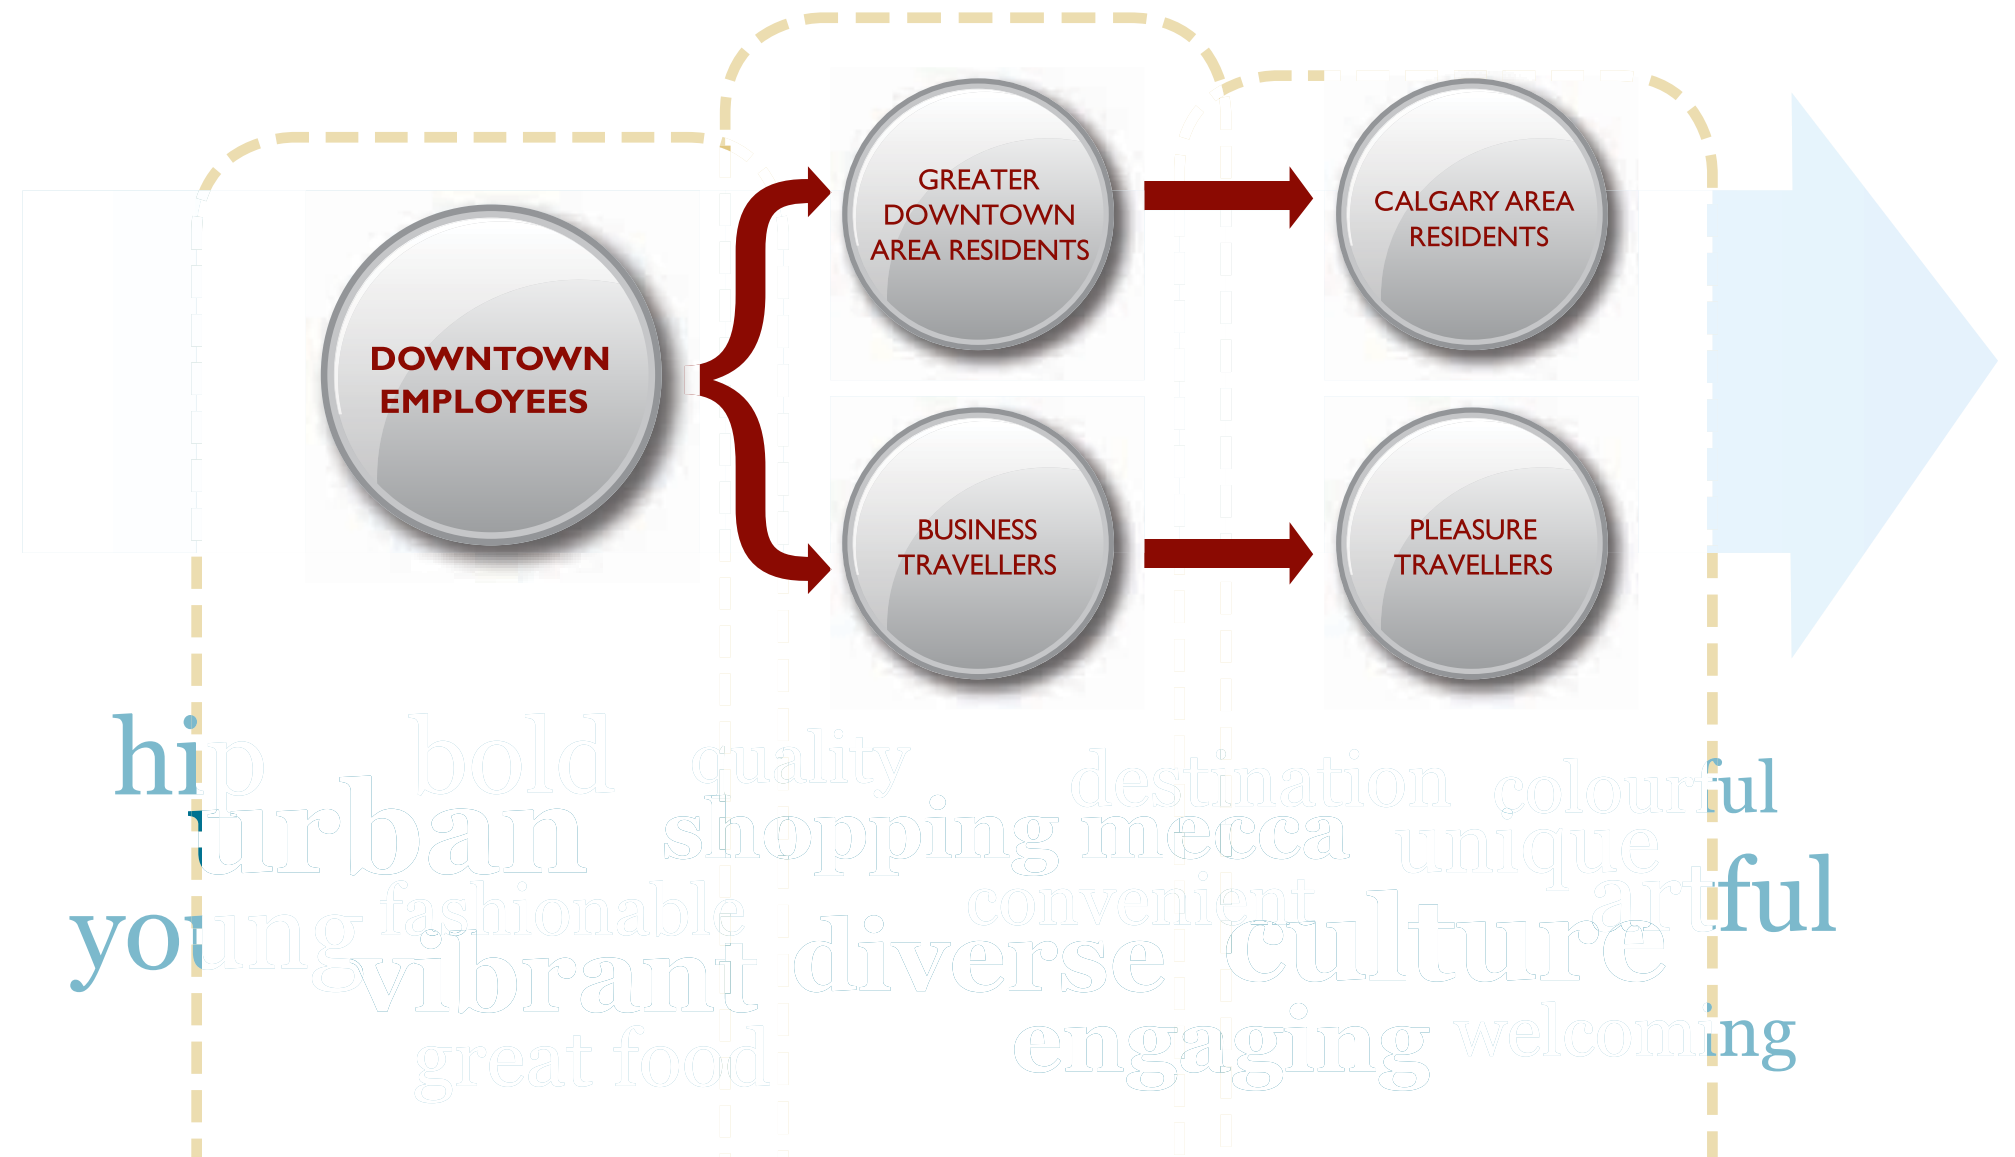 GREATER
DOWNTOWN
AREA RESIDENTS
CALGARY AREA
RESIDENTS
DOWNTOWN
EMPLOYEES
BUSINESS
TRAVELLERS
PLEASURE
TRAVELLERS
hip
bold
quality
destination
colourful
urban
shopping mecca
unique
young
fashionable
convenient
artful
vibrant
diverse
culture
great food
engaging
welcoming